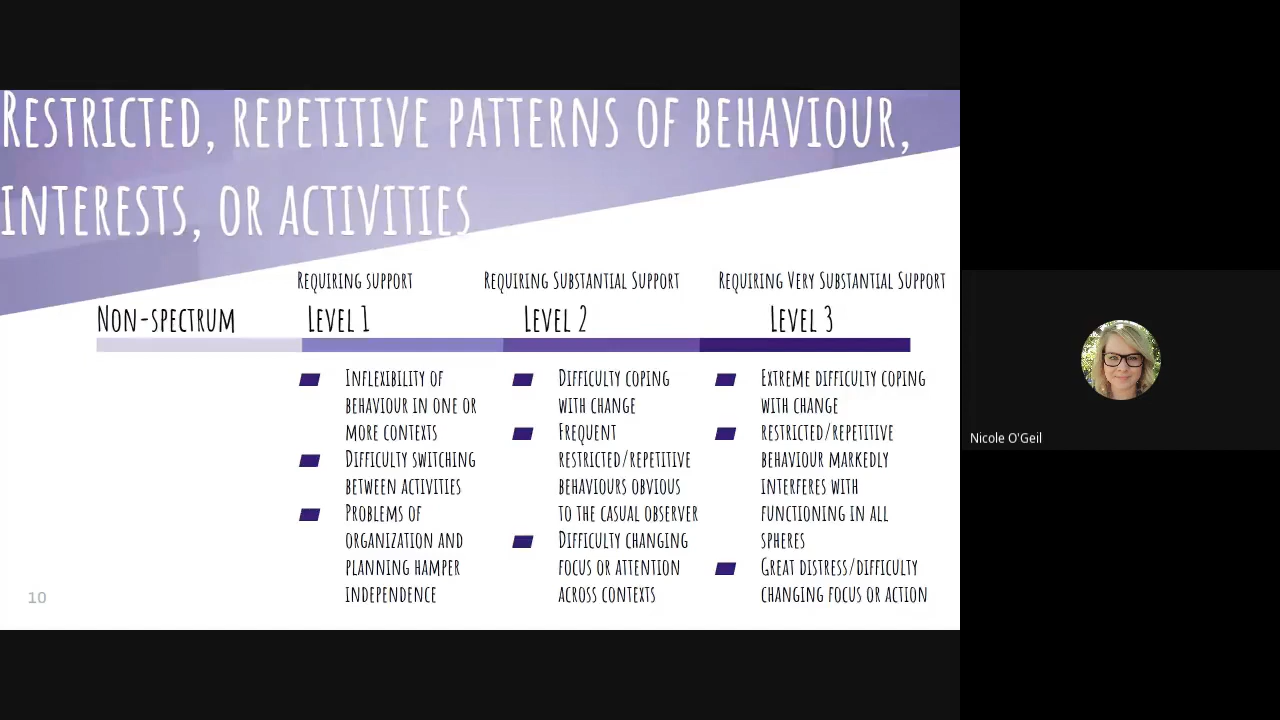 Restricted, repetitive patterns of behaviour,
interests, or activities
Requiring support
Requiring Substantial Support
Requiring Very Substantial Support
Non-spectrum
Level 1
Level 2
Level 3
Inflexibility of
behaviour in one or
more contexts
Difficulty switching
between activities
Problems of
organization and
planning hamper
independence
Difficulty coping
with change
Frequent
restricted/repetitive
behaviours obvious
to the casual observer
Difficulty changing
focus or attention
across contexts
Extreme difficulty coping
with change
restricted/repetitive
behaviour markedly
interferes with
functioning in all
spheres
Great distress/difficulty
changing focus or action
10
Nicole O'Geil